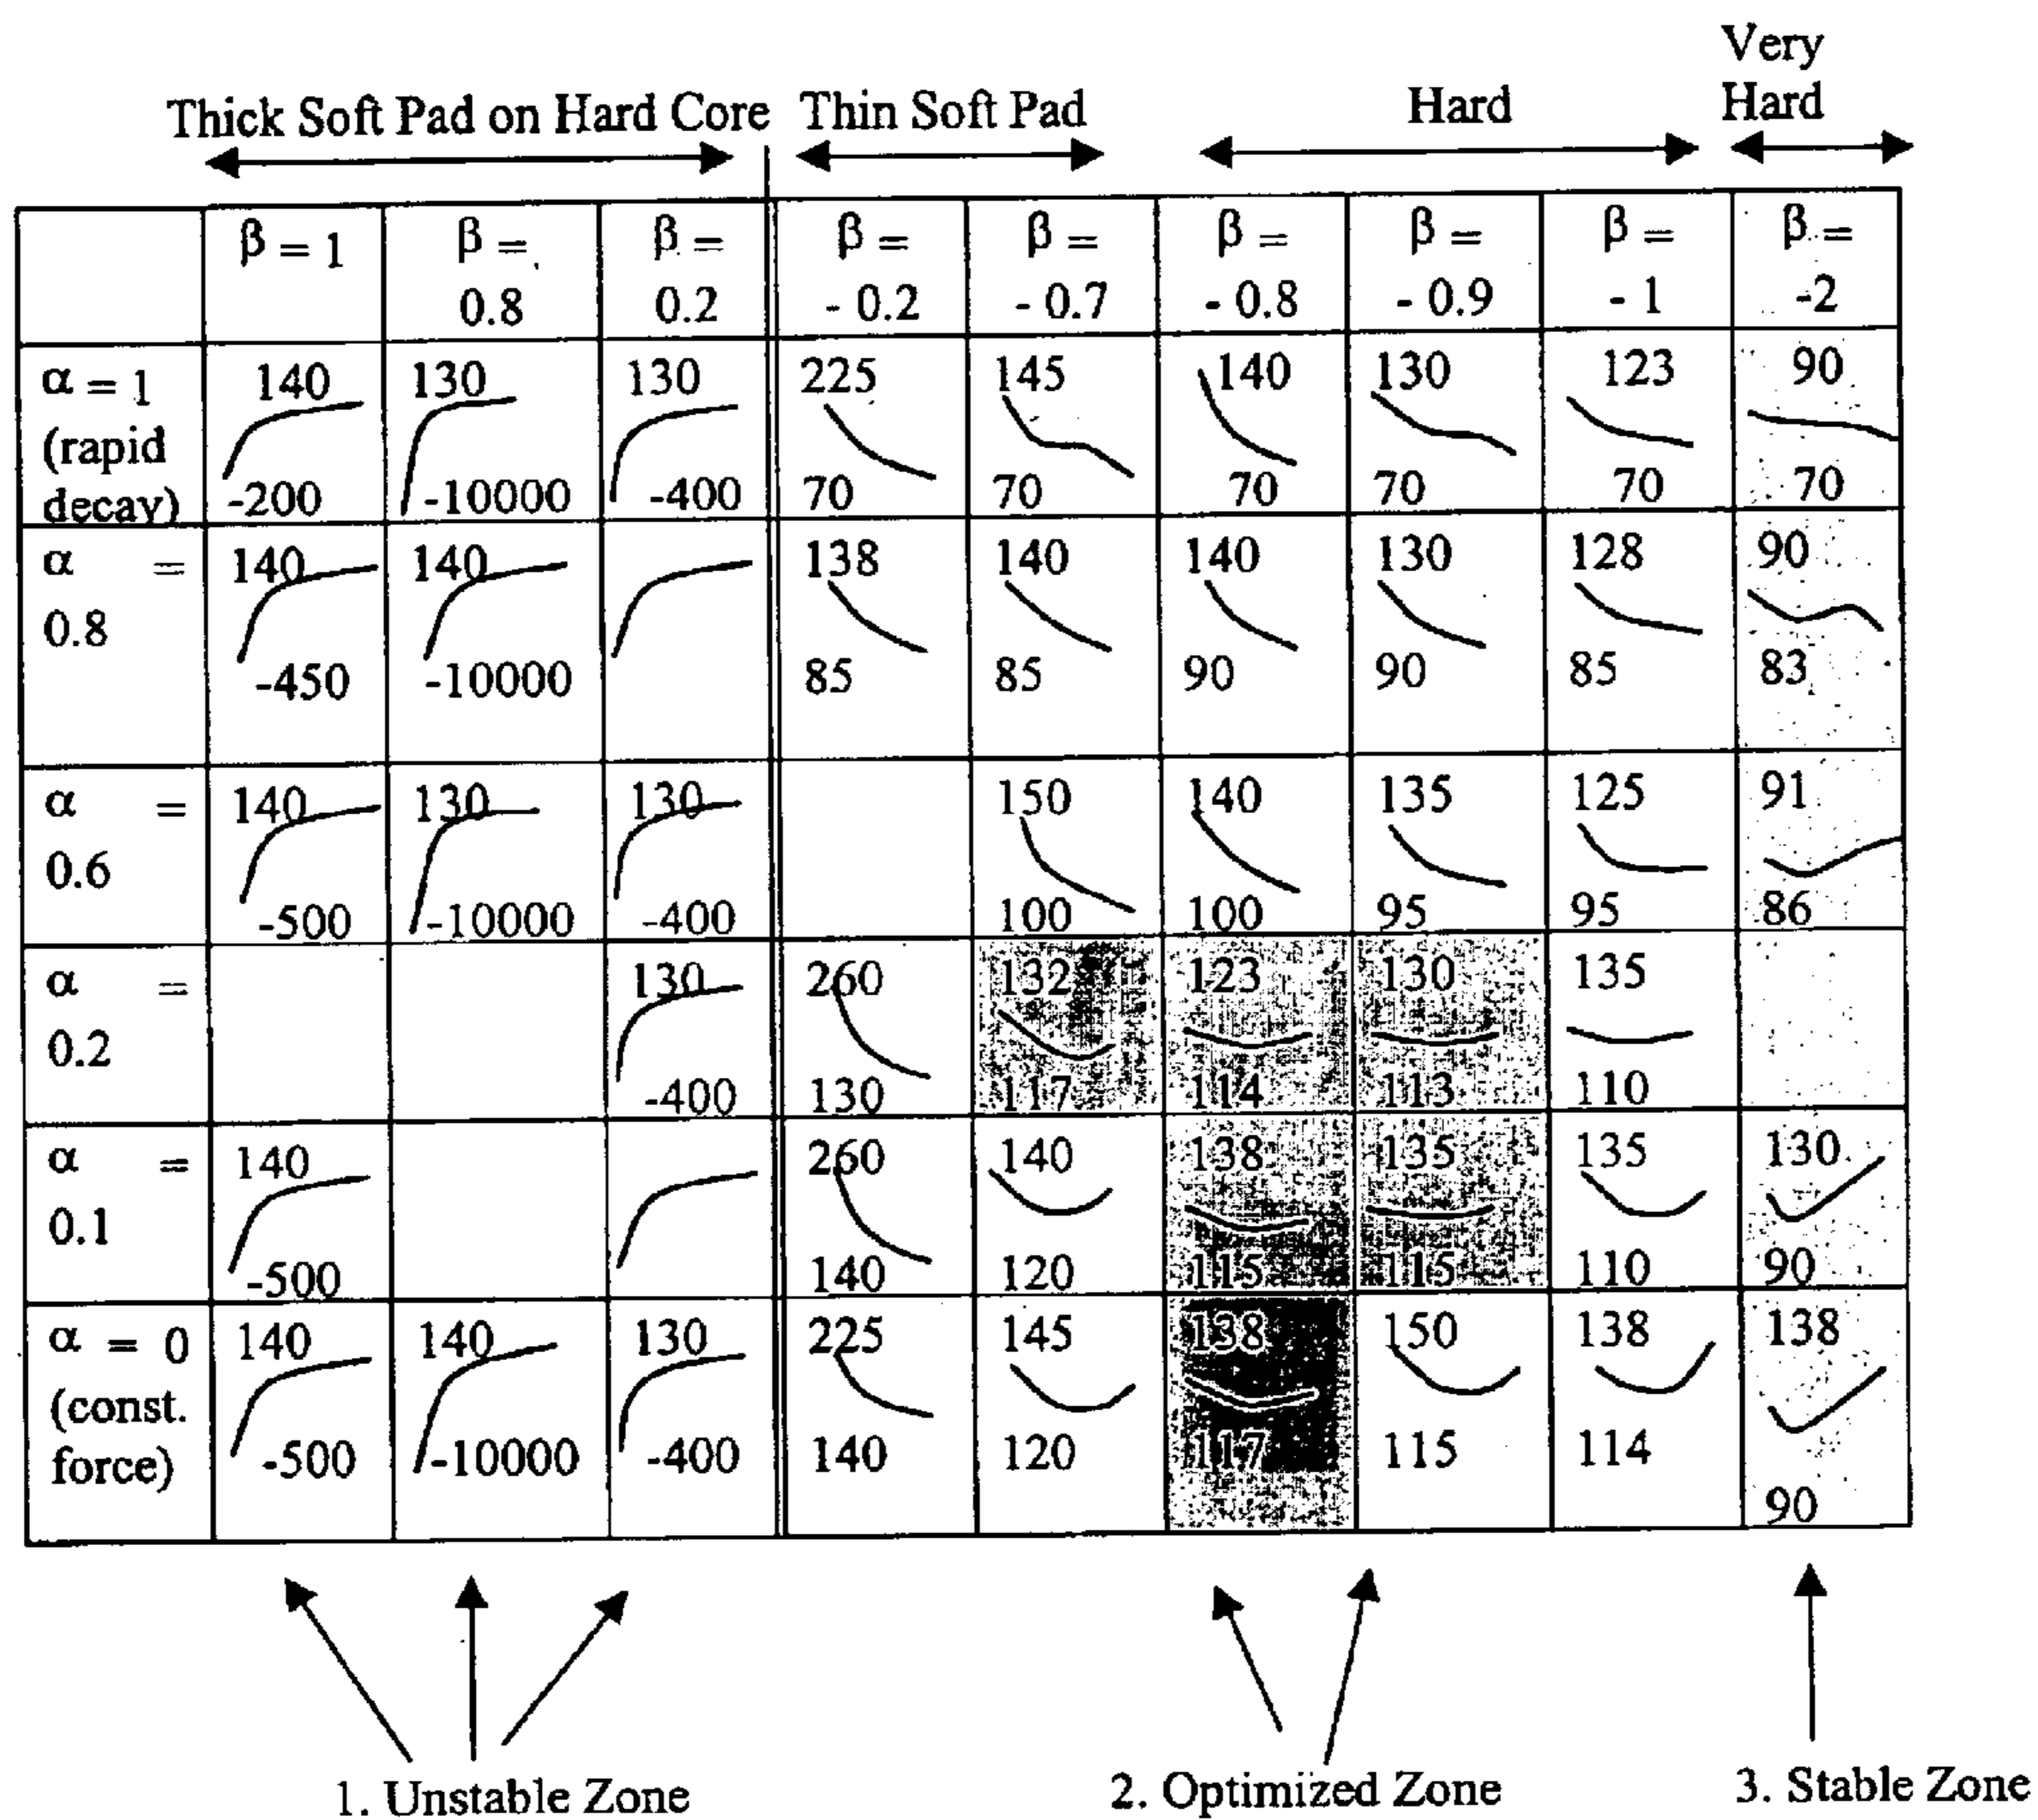 Very
Thick Soft Pad on Hard Core Thin Soft Pad Hard Hard
β = 1 β = β = β = β = β = β = β = β =
0.8 0.2 - 0.2 - 0.7 - 0.8 - 0.9 - 1 -2
α = 1 140 130 130 225 145 140 130 123 90
(rapid
decay) -200 -10000 -400 70 70 70 70 70 70
α = 140 140 138 140 140 130 128 90
0.8
-450 -10000 85 85 90 90 85 83
α = 140 130 130 150 140 135 125 91
0.6
-500 -10000 -400 100 100 95 95 86
α = 130 260 132 123 130 135
0.2
-400 130 117 114 113 110
α = 140 260 140 138 135 135 130
0.1
-500 140 120 115 115 110 90
α = 0 140 140 130 225 145 138 150 138 138
(const.
force) -500 -10000 -400 140 120 117 115 114
90
1. Unstable Zone 2. Optimized Zone 3. Stable Zone